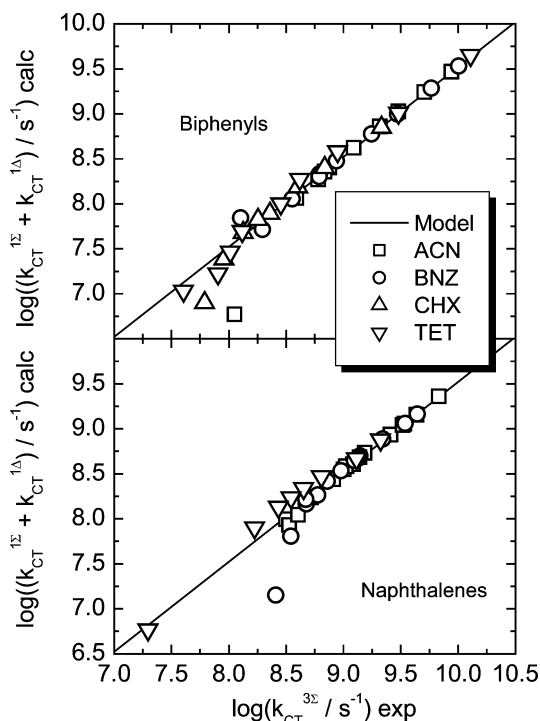 10.0
9.5
9.0
8.5
8.0
7.5
7.0
log((k_CT^1Σ + k_CT^1Δ) / s^-1) calc
Biphenyls
Model
ACN
BNZ
CHX
TET
9.5
9.0
8.5
8.0
7.5
7.0
6.5
log((k_CT^1Σ + k_CT^1Δ) / s^-1) calc
Naphthalenes
7.0 7.5 8.0 8.5 9.0 9.5 10.0 10.5
log(k_CT^3Σ / s^-1) exp